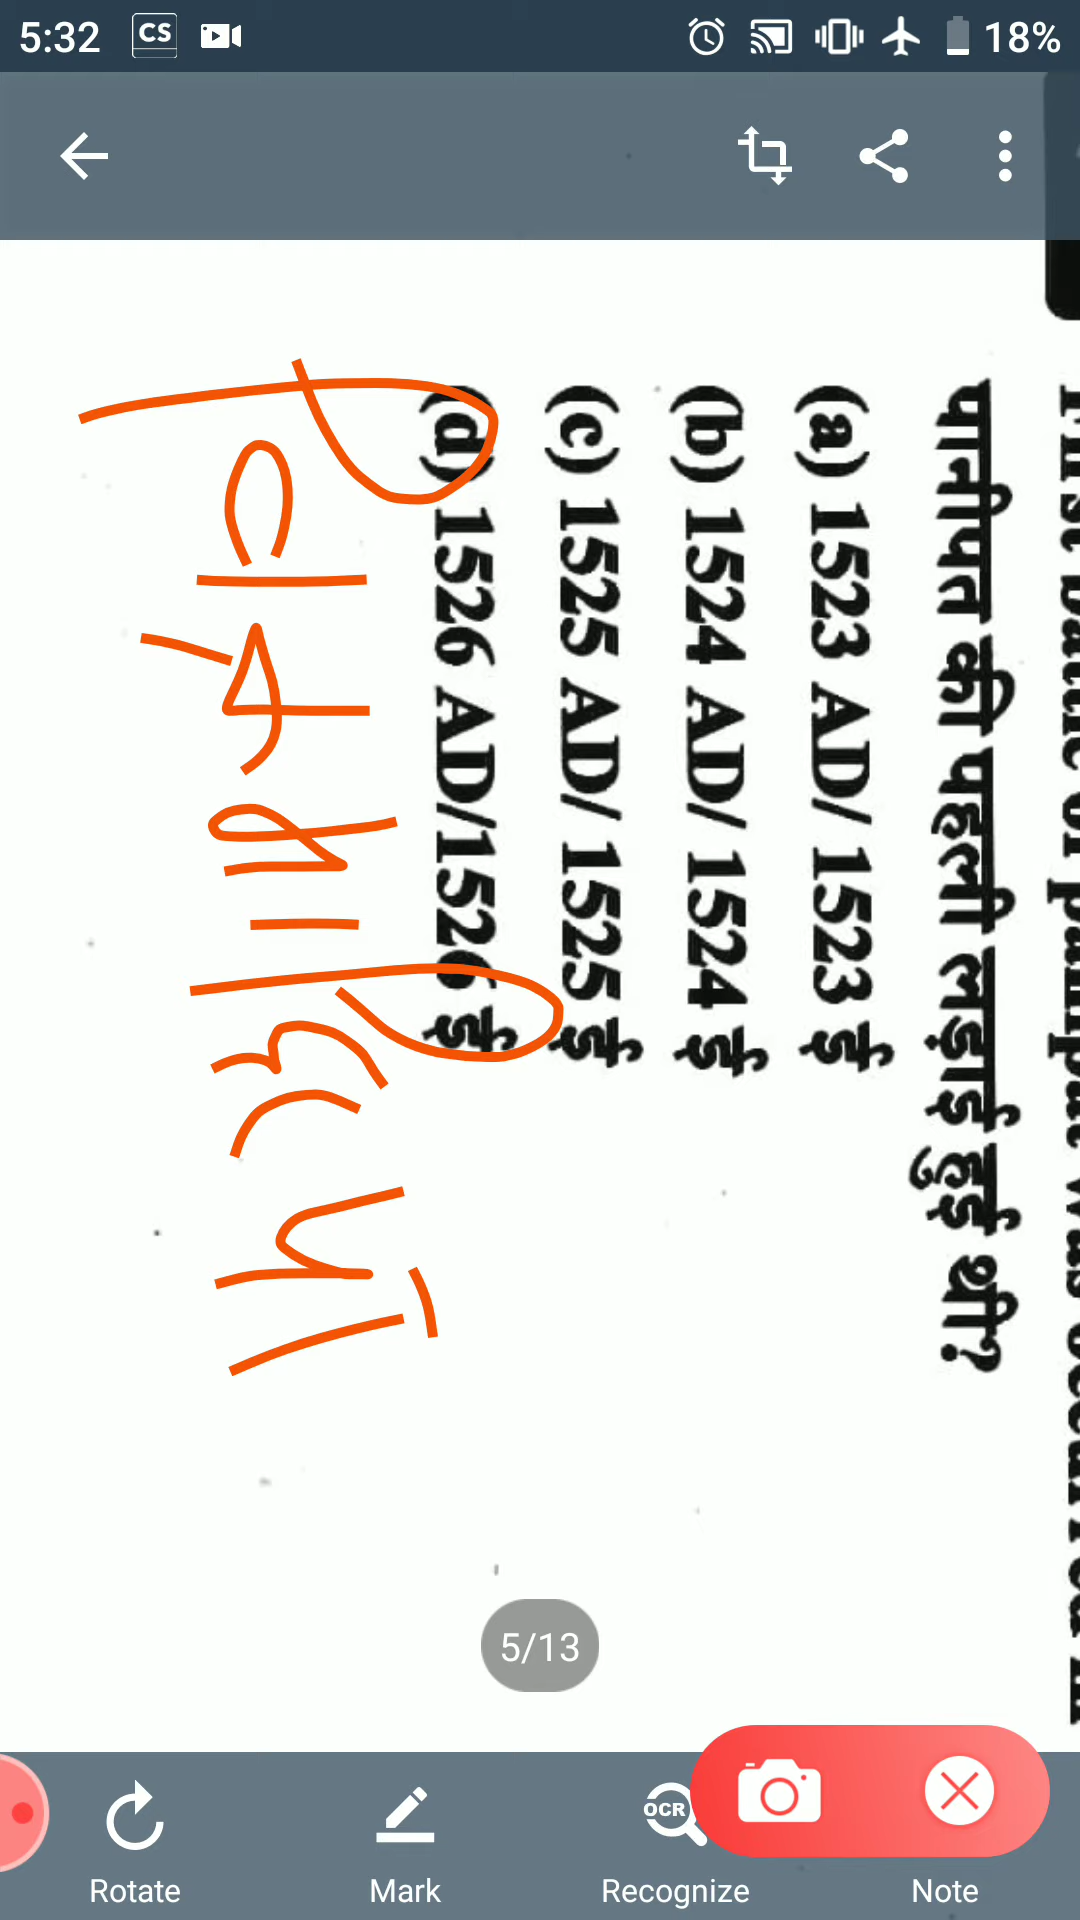 5:32 CS 18%
First battle of panipat was occurred in
पानीपत की पहली लड़ाई हुई थी?
(a) 1523 AD/ 1523 ई
(b) 1524 AD/ 1524 ई
(c) 1525 AD/ 1525 ई
(d) 1526 AD/1526 ई
5/13
OCR
Rotate Mark Recognize Note